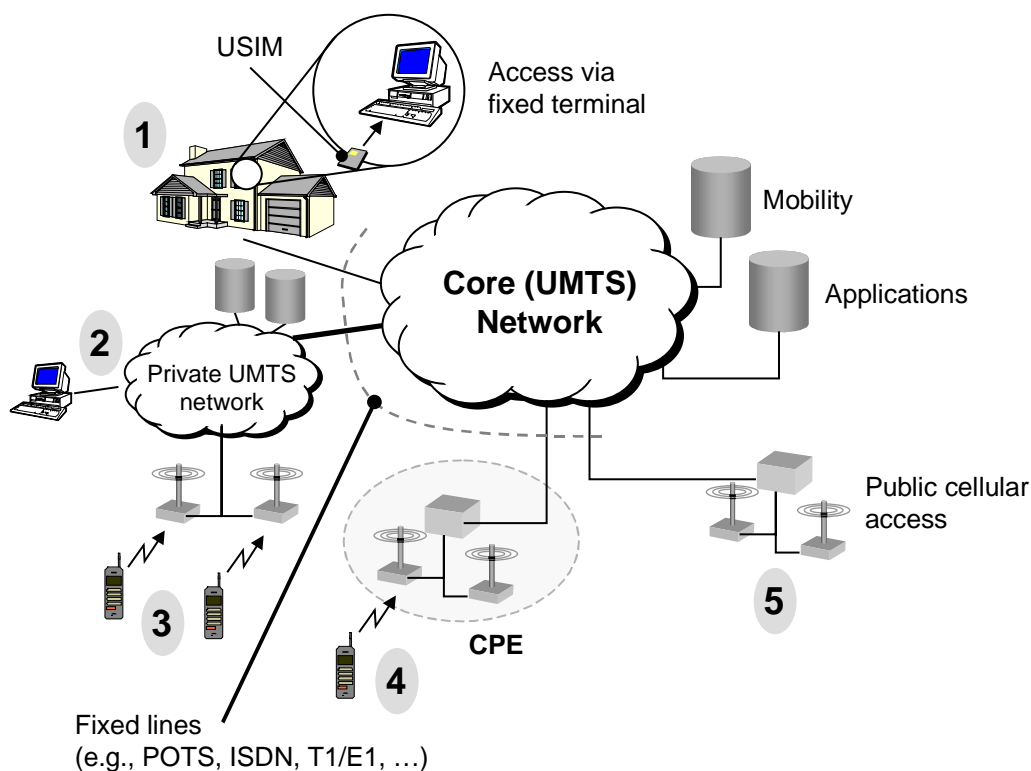 USIM
Access via
fixed terminal
1
Mobility
Core (UMTS)
Network
Applications
2
Private UMTS
network
Public cellular
access
3
4
5
CPE
Fixed lines
(e.g., POTS, ISDN, T1/E1, …)